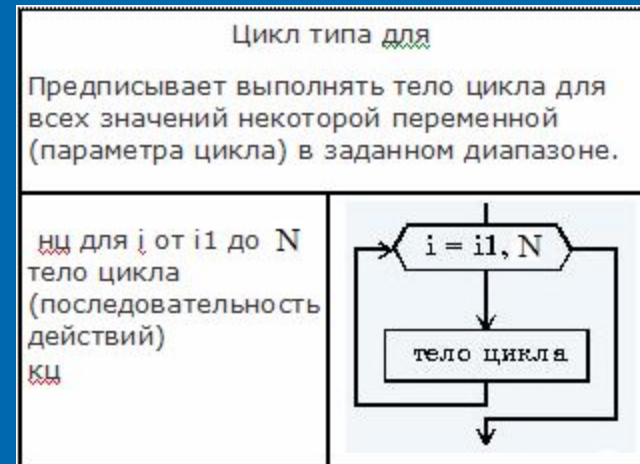 Цикл типа для
Предписывает выполнять тело цикла для
всех значений некоторой переменной
(параметра цикла) в заданном диапазоне.
нц для i от i1 до N
тело цикла
(последовательность
действий)
кц
i = i1, N
тело цикла